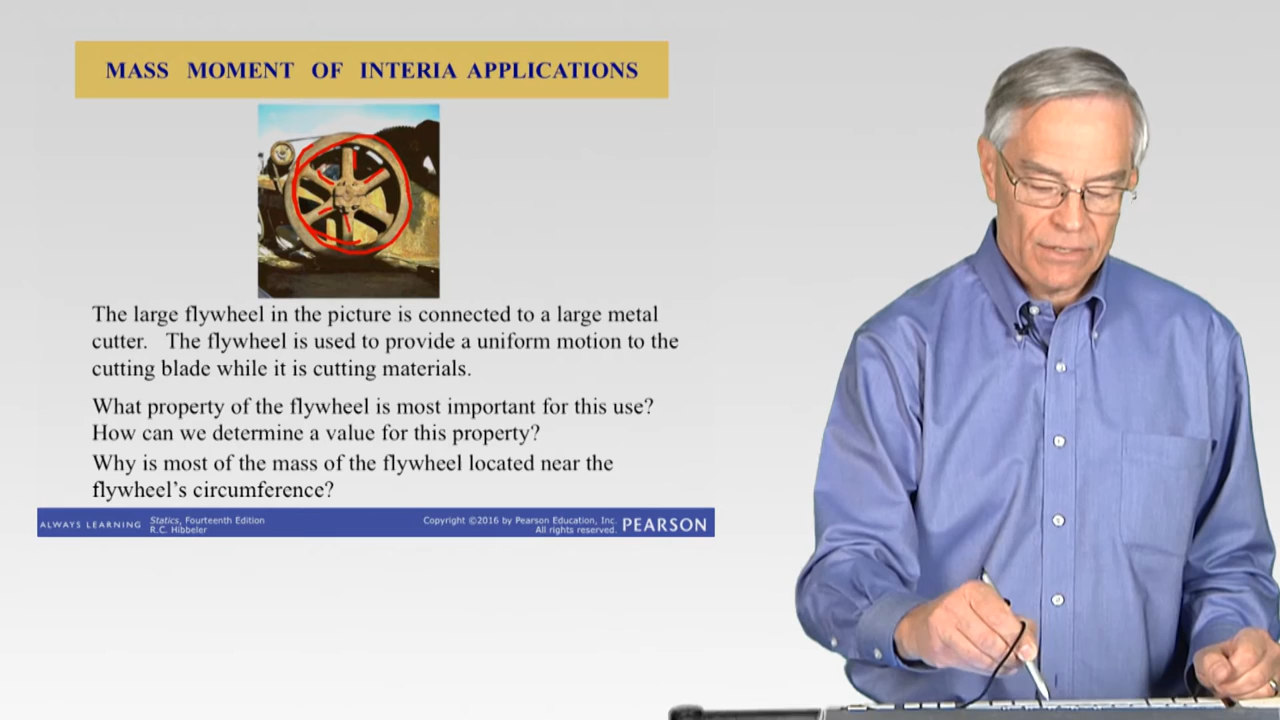 MASS MOMENT OF INTERIA APPLICATIONS
The large flywheel in the picture is connected to a large metal
cutter. The flywheel is used to provide a uniform motion to the
cutting blade while it is cutting materials.
What property of the flywheel is most important for this use?
How can we determine a value for this property?
Why is most of the mass of the flywheel located near the
flywheel's circumference?
ALWAYS LEARNING
Statics, Fourteenth Edition
R.C. Hibbeler
Copyright ©2016 by Pearson Education, Inc.
All rights reserved.
PEARSON